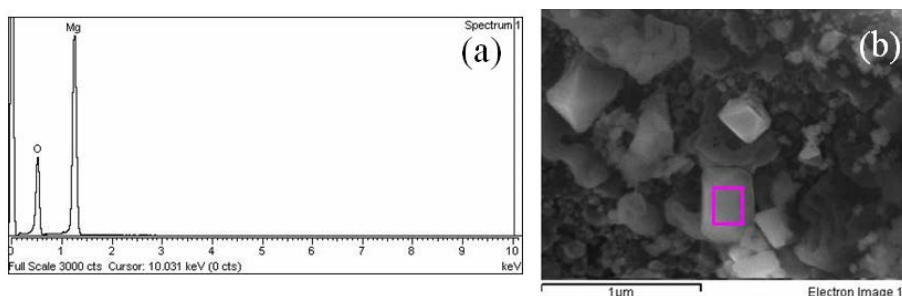 Spectrum 1
(a)
Mg
O
0 1 2 3 4 5 6 7 8 9 10
Full Scale 3000 cts Cursor: 10.031 keV (0 cts)
keV
(b)
1µm
Electron Image 1